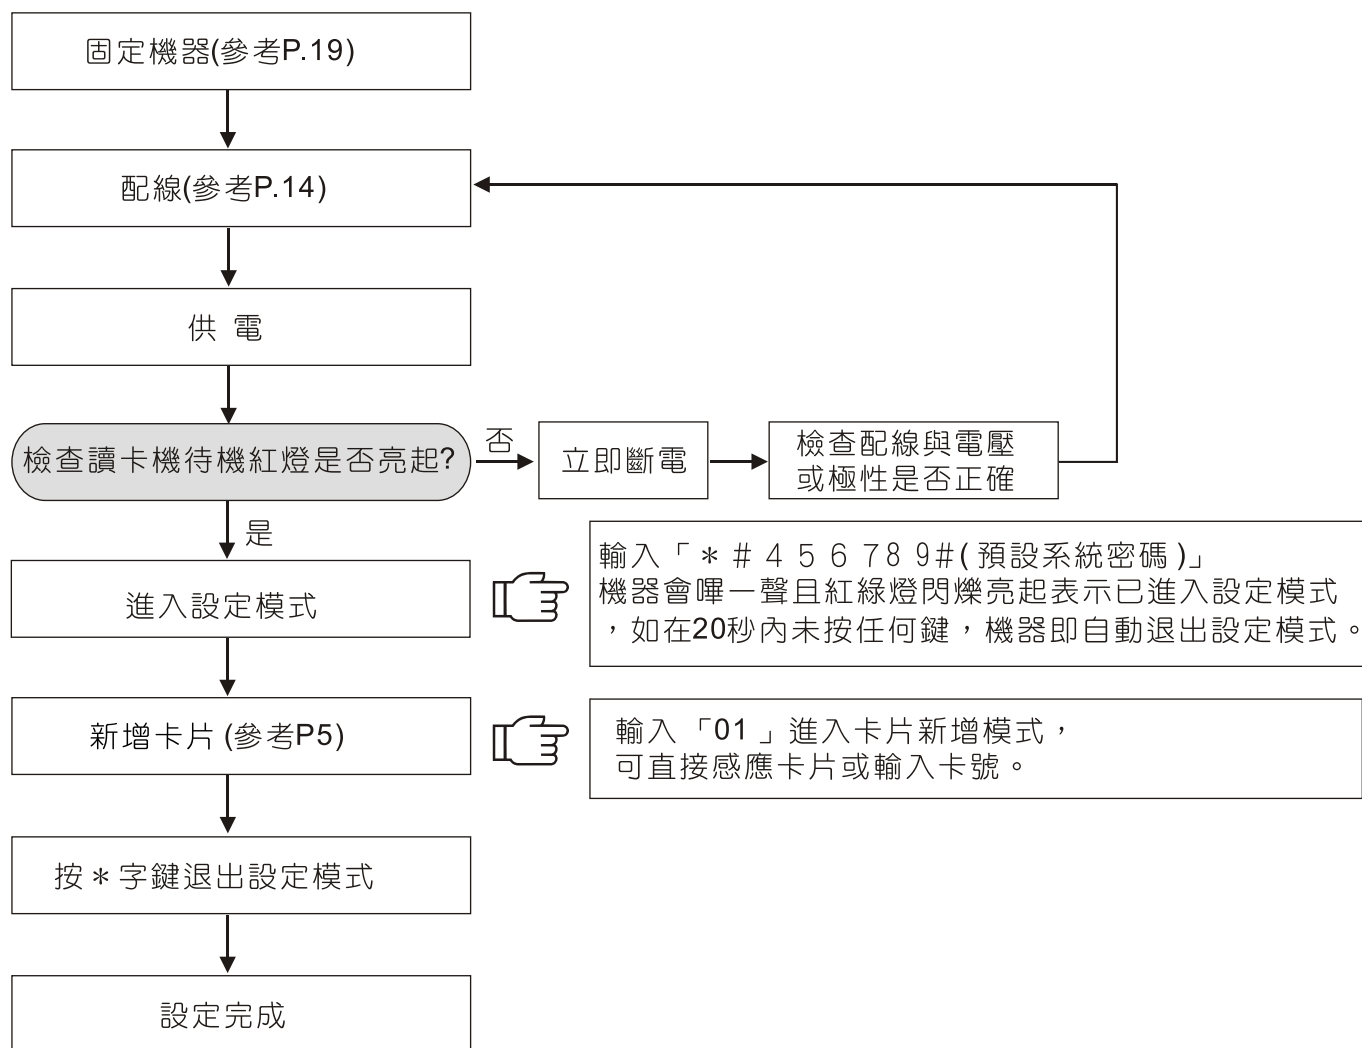 固定機器(參考P.19)
配線(參考P.14)
供 電
檢查讀卡機待機紅燈是否亮起?
否
立即斷電
檢查配線與電壓
或極性是否正確
是
進入設定模式
輸入「＊＃４５６７８９#(預設系統密碼)」
機器會嗶一聲且紅綠燈閃爍亮起表示已進入設定模式
，如在20秒內未按任何鍵，機器即自動退出設定模式。
新增卡片 (參考P5)
輸入「01」進入卡片新增模式，
可直接感應卡片或輸入卡號。
按＊字鍵退出設定模式
設定完成